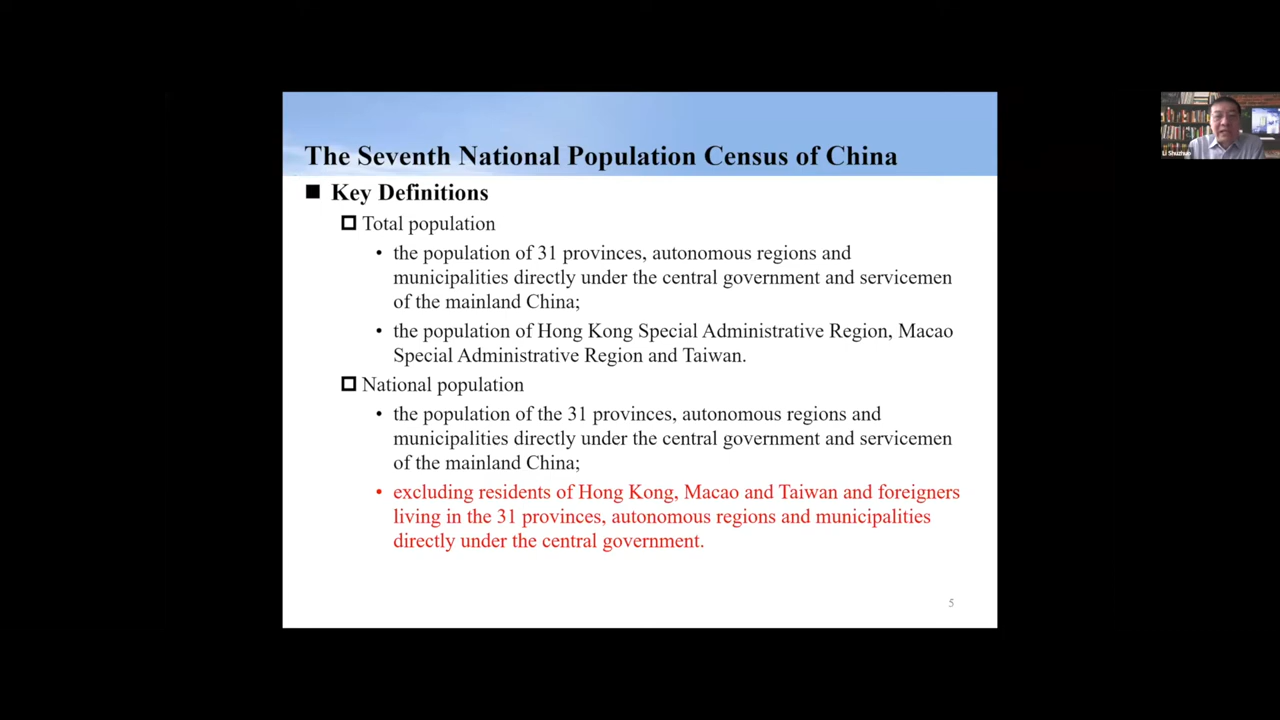 The Seventh National Population Census of China
Key Definitions
Total population
• the population of 31 provinces, autonomous regions and
municipalities directly under the central government and servicemen
of the mainland China;
• the population of Hong Kong Special Administrative Region, Macao
Special Administrative Region and Taiwan.
National population
• the population of the 31 provinces, autonomous regions and
municipalities directly under the central government and servicemen
of the mainland China;
• excluding residents of Hong Kong, Macao and Taiwan and foreigners
living in the 31 provinces, autonomous regions and municipalities
directly under the central government.
5
Li Shuzhuo